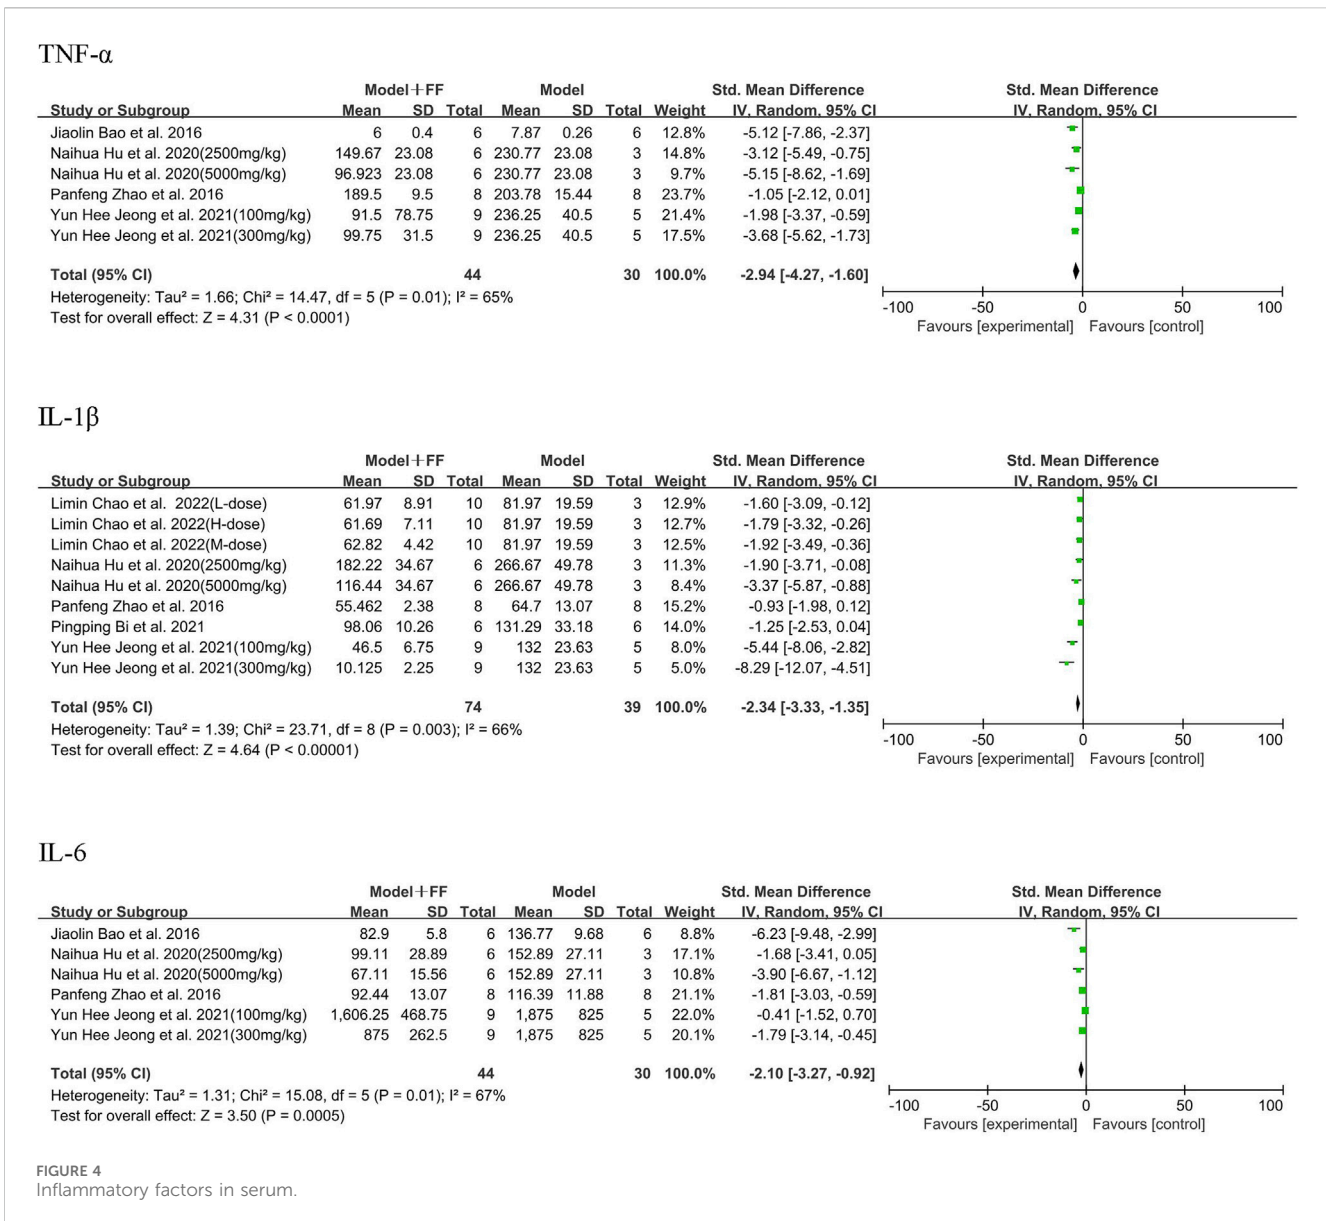 TNF-α
Model+FF Model Std. Mean Difference Std. Mean Difference
Study or Subgroup Mean SD Total Mean SD Total Weight IV, Random, 95% CI IV, Random, 95% CI
Jiaolin Bao et al. 2016 6 0.4 6 7.87 0.26 6 12.8% -5.12 [-7.86, -2.37]
Naihua Hu et al. 2020(2500mg/kg) 149.67 23.08 6 230.77 23.08 3 14.8% -3.12 [-5.49, -0.75]
Naihua Hu et al. 2020(5000mg/kg) 96.923 23.08 6 230.77 23.08 3 9.7% -5.15 [-8.62, -1.69]
Panfeng Zhao et al. 2016 189.5 9.5 8 203.78 15.44 8 23.7% -1.05 [-2.12, 0.01]
Yun Hee Jeong et al. 2021(100mg/kg) 91.5 78.75 9 236.25 40.5 5 21.4% -1.98 [-3.37, -0.59]
Yun Hee Jeong et al. 2021(300mg/kg) 99.75 31.5 9 236.25 40.5 5 17.5% -3.68 [-5.62, -1.73]
Total (95% CI) 44 30 100.0% -2.94 [-4.27, -1.60]
Heterogeneity: Tau² = 1.66; Chi² = 14.47, df = 5 (P = 0.01); I² = 65%
Test for overall effect: Z = 4.31 (P < 0.0001)
-100 -50 0 50 100
Favours [experimental] Favours [control]
IL-1β
Model+FF Model Std. Mean Difference Std. Mean Difference
Study or Subgroup Mean SD Total Mean SD Total Weight IV, Random, 95% CI IV, Random, 95% CI
Limin Chao et al. 2022(L-dose) 61.97 8.91 10 81.97 19.59 3 12.9% -1.60 [-3.09, -0.12]
Limin Chao et al. 2022(H-dose) 61.69 7.11 10 81.97 19.59 3 12.7% -1.79 [-3.32, -0.26]
Limin Chao et al. 2022(M-dose) 62.82 4.42 10 81.97 19.59 3 12.5% -1.92 [-3.49, -0.36]
Naihua Hu et al. 2020(2500mg/kg) 182.22 34.67 6 266.67 49.78 3 11.3% -1.90 [-3.71, -0.08]
Naihua Hu et al. 2020(5000mg/kg) 116.44 34.67 6 266.67 49.78 3 8.4% -3.37 [-5.87, -0.88]
Panfeng Zhao et al. 2016 55.462 2.38 8 64.7 13.07 8 15.2% -0.93 [-1.98, 0.12]
Pingping Bi et al. 2021 98.06 10.26 6 131.29 33.18 6 14.0% -1.25 [-2.53, 0.04]
Yun Hee Jeong et al. 2021(100mg/kg) 46.5 6.75 9 132 23.63 5 8.0% -5.44 [-8.06, -2.82]
Yun Hee Jeong et al. 2021(300mg/kg) 10.125 2.25 9 132 23.63 5 5.0% -8.29 [-12.07, -4.51]
Total (95% CI) 74 39 100.0% -2.34 [-3.33, -1.35]
Heterogeneity: Tau² = 1.39; Chi² = 23.71, df = 8 (P = 0.003); I² = 66%
Test for overall effect: Z = 4.64 (P < 0.00001)
-100 -50 0 50 100
Favours [experimental] Favours [control]
IL-6
Model+FF Model Std. Mean Difference Std. Mean Difference
Study or Subgroup Mean SD Total Mean SD Total Weight IV, Random, 95% CI IV, Random, 95% CI
Jiaolin Bao et al. 2016 82.9 5.8 6 136.77 9.68 6 8.8% -6.23 [-9.48, -2.99]
Naihua Hu et al. 2020(2500mg/kg) 99.11 28.89 6 152.89 27.11 3 17.1% -1.68 [-3.41, 0.05]
Naihua Hu et al. 2020(5000mg/kg) 67.11 15.56 6 152.89 27.11 3 10.8% -3.90 [-6.67, -1.12]
Panfeng Zhao et al. 2016 92.44 13.07 8 116.39 11.88 8 21.1% -1.81 [-3.03, -0.59]
Yun Hee Jeong et al. 2021(100mg/kg) 1,606.25 468.75 9 1,875 825 5 22.0% -0.41 [-1.52, 0.70]
Yun Hee Jeong et al. 2021(300mg/kg) 875 262.5 9 1,875 825 5 20.1% -1.79 [-3.14, -0.45]
Total (95% CI) 44 30 100.0% -2.10 [-3.27, -0.92]
Heterogeneity: Tau² = 1.31; Chi² = 15.08, df = 5 (P = 0.01); I² = 67%
Test for overall effect: Z = 3.50 (P = 0.0005)
-100 -50 0 50 100
Favours [experimental] Favours [control]
FIGURE 4
Inflammatory factors in serum.